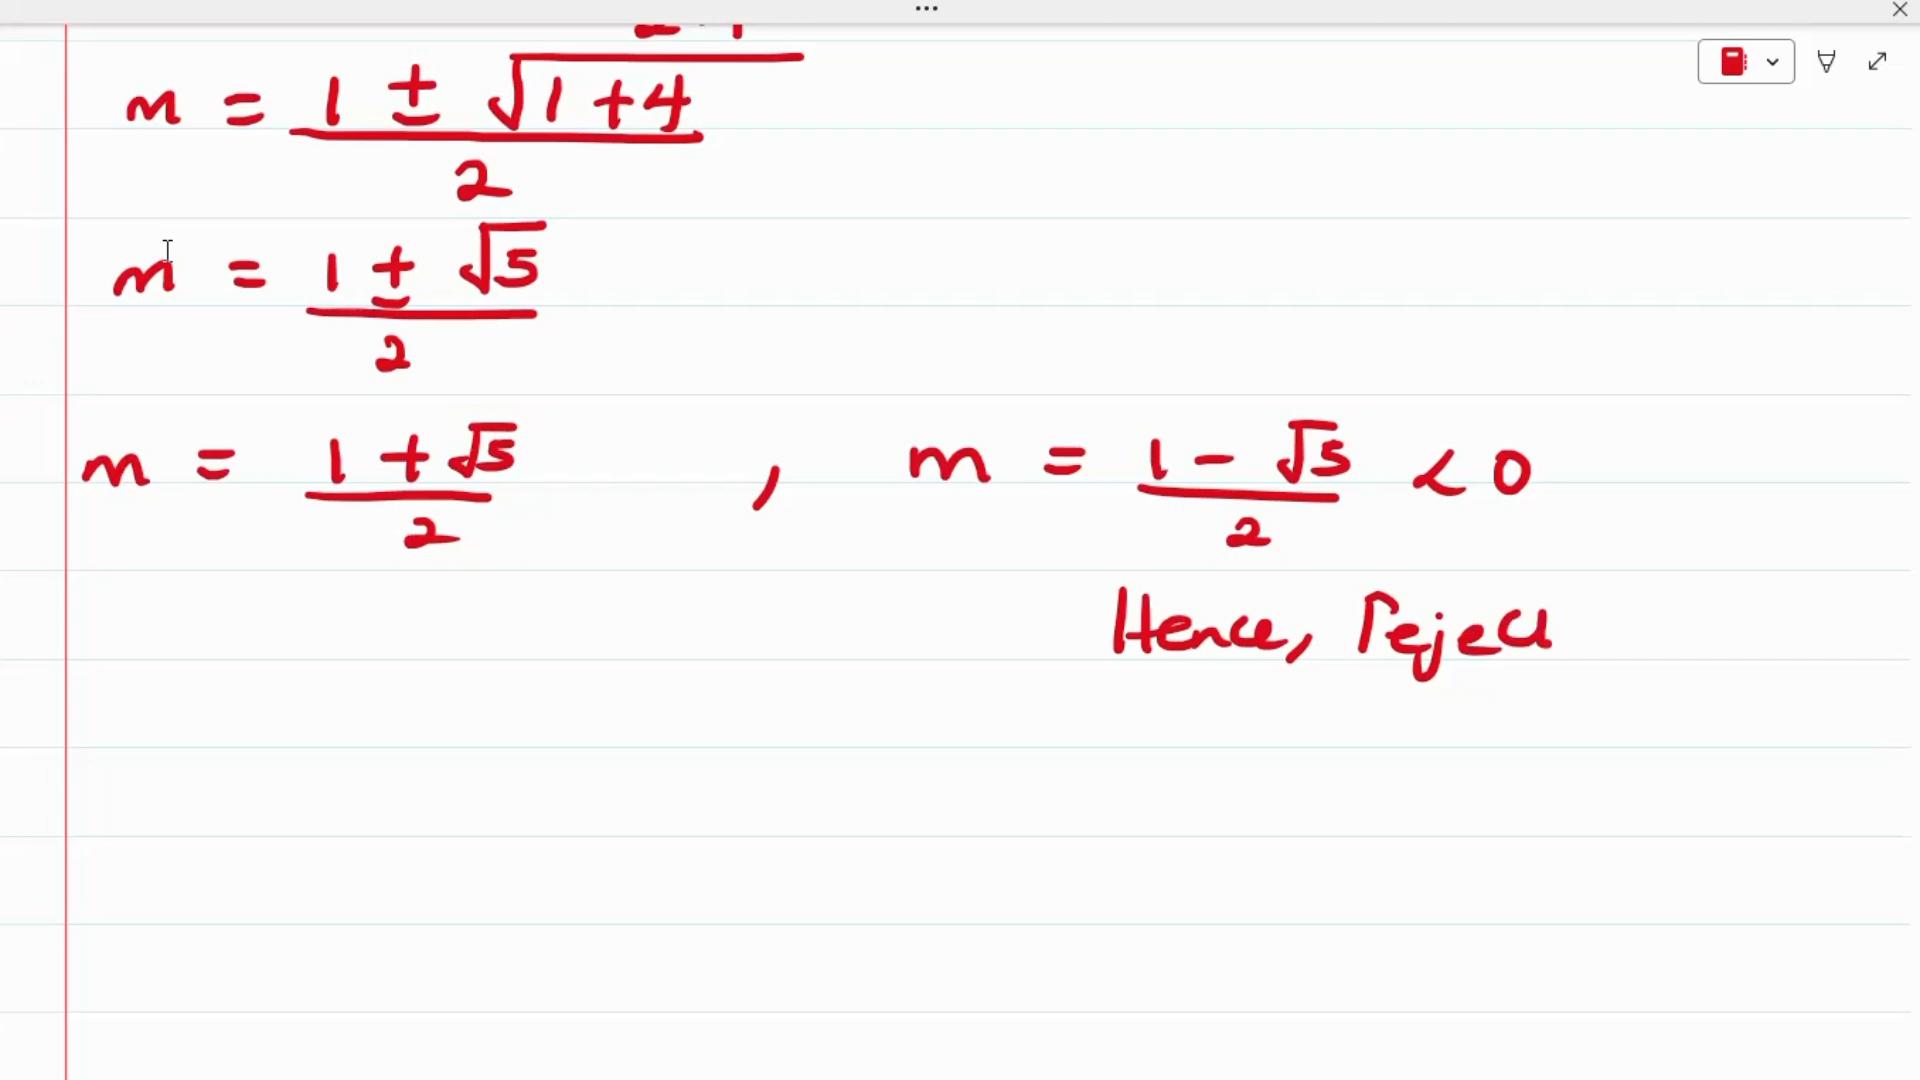 m = 1 ± √1+4
2
m = 1 ± √5
2
m = 1 + √5 , m = 1 - √5 < 0
2 2
Hence, reject